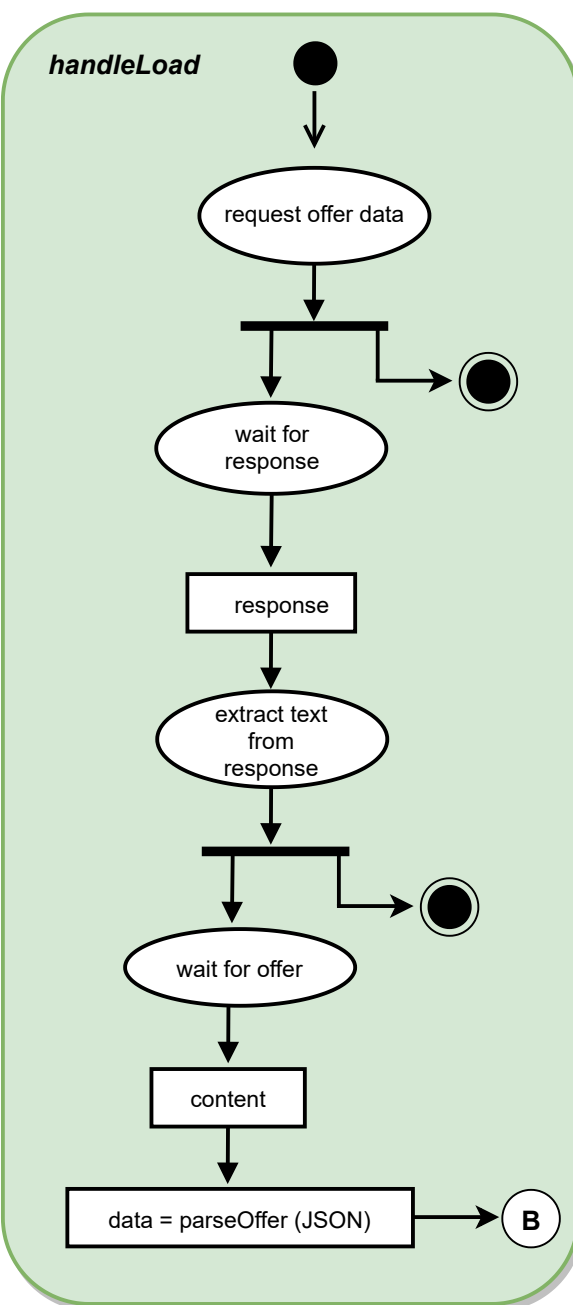 handleLoad
request offer data
wait for
response
response
extract text
from
response
wait for offer
content
data = parseOffer (JSON)
B